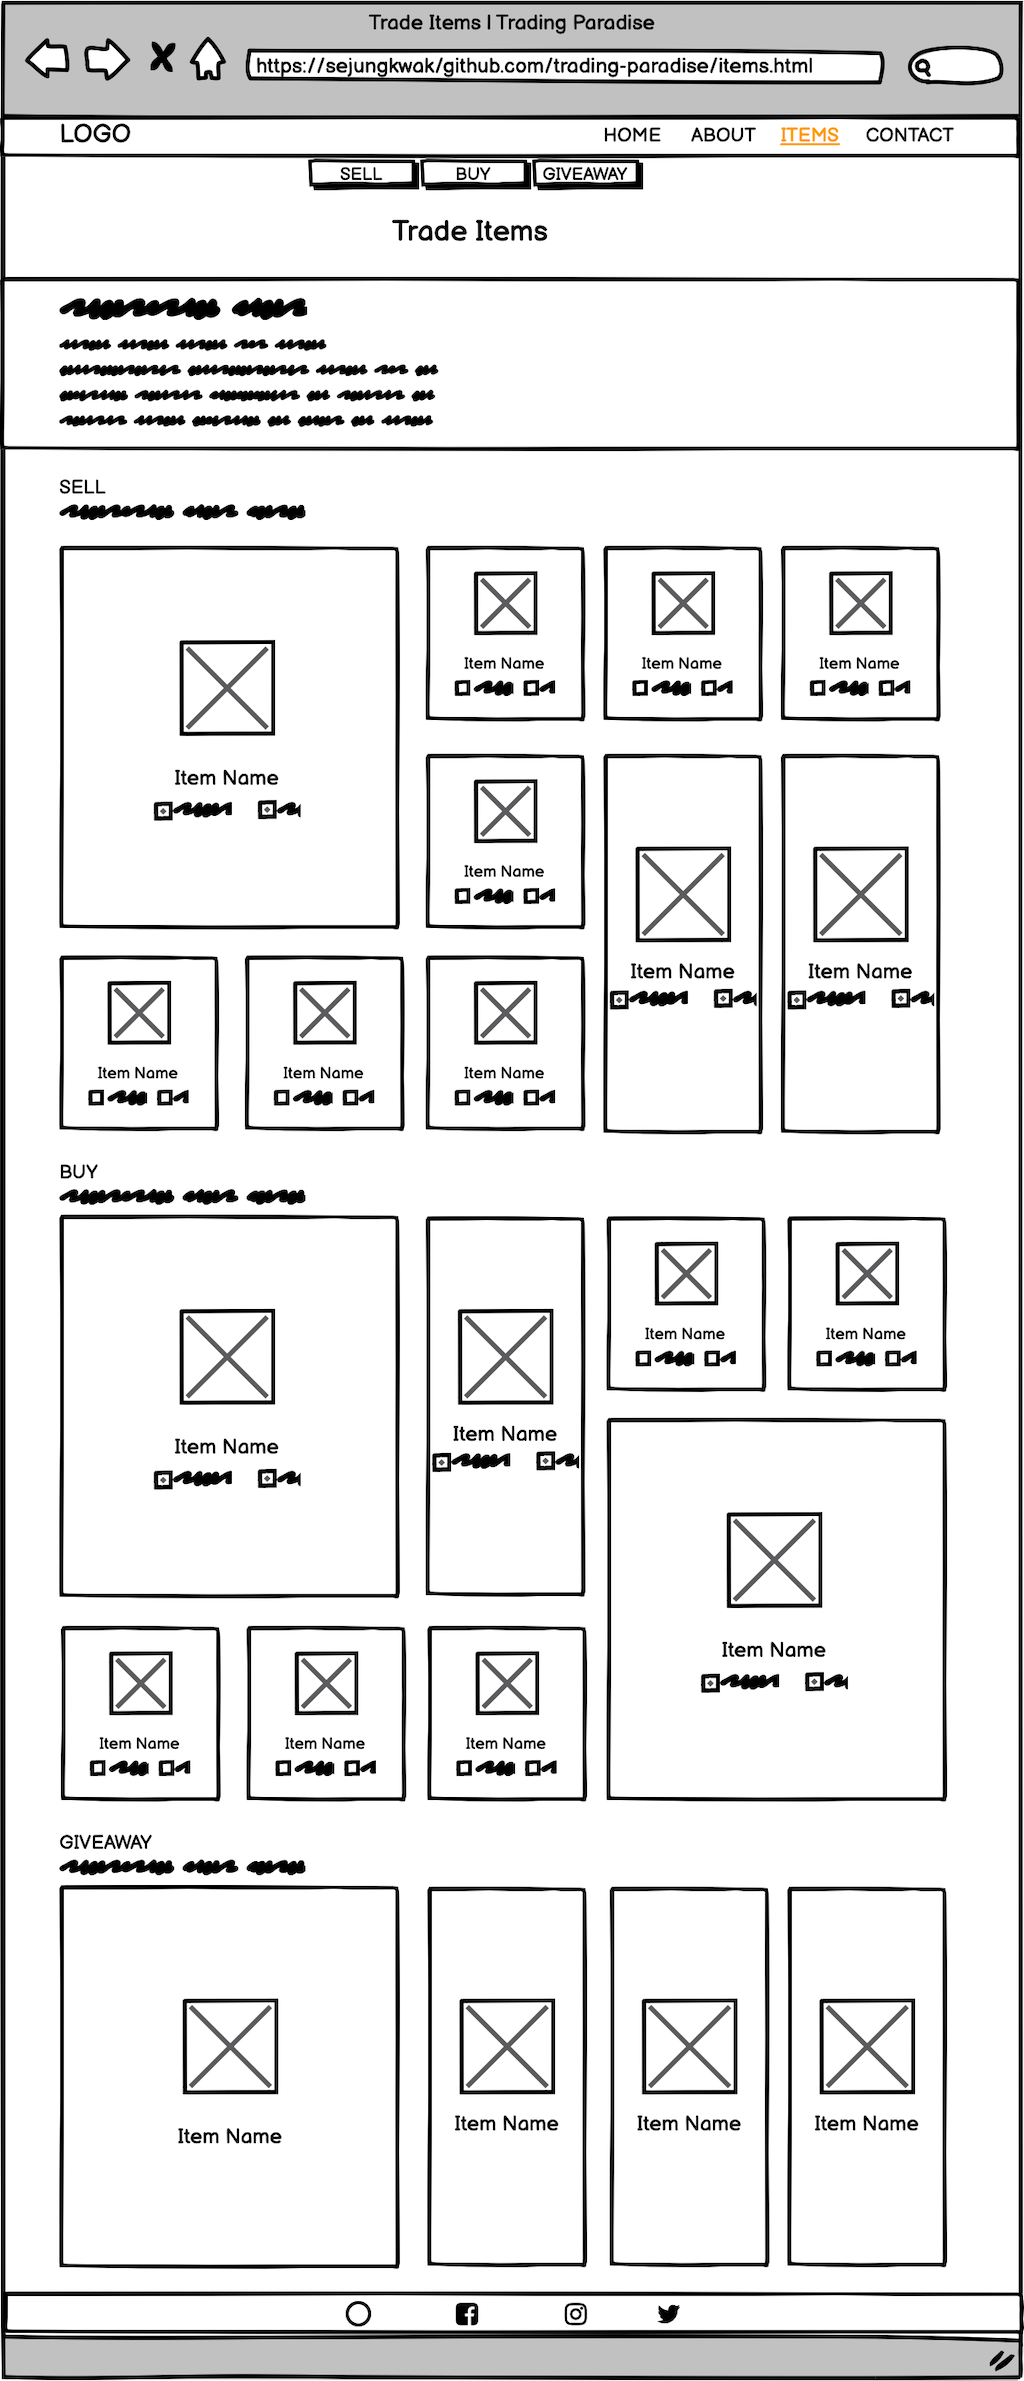 Trade Items | Trading Paradise
https://sejungkwak/github.com/trading-paradise/items.html
LOGO HOME ABOUT ITEMS CONTACT
SELL BUY GIVEAWAY
Trade Items
SELL
Item Name Item Name Item Name
Item Name
Item Name
Item Name Item Name
Item Name Item Name Item Name
BUY
Item Name Item Name
Item Name
Item Name
Item Name
Item Name Item Name Item Name
GIVEAWAY
Item Name Item Name Item Name
Item Name